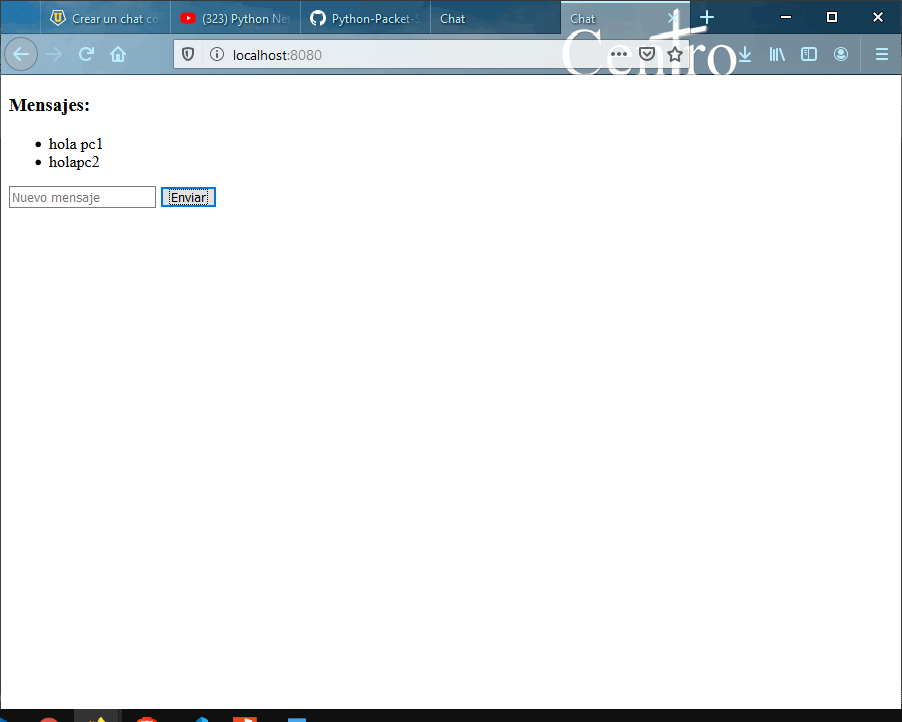 Crear un chat co
(323) Python Ne
Python-Packet-S
Chat
Chat
Centro
localhost:8080
Mensajes:
hola pc1
holapc2
Nuevo mensaje
Enviar